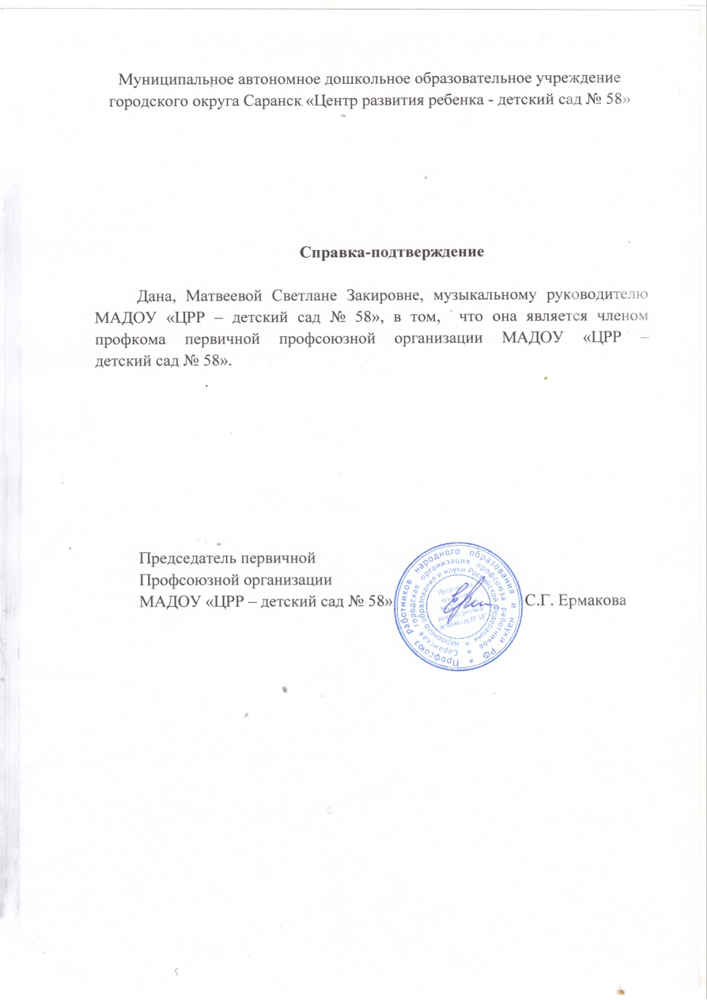 Муниципальное автономное дошкольное образовательное учреждение
городского округа Саранск «Центр развития ребенка - детский сад № 58»
Справка-подтверждение
Дана, Матвеевой Светлане Закировне, музыкальному руководителю
МАДОУ «ЦРР – детский сад № 58», в том, что она является членом
профкома первичной профсоюзной организации МАДОУ «ЦРР –
детский сад № 58».
Председатель первичной
Профсоюзной организации
МАДОУ «ЦРР – детский сад № 58» С.Г. Ермакова
Профсоюз работников народного образования и науки РФ *
Саранская городская организация профсоюза работников *
народного образования и науки Российской Федерации *
детский сад № 58"